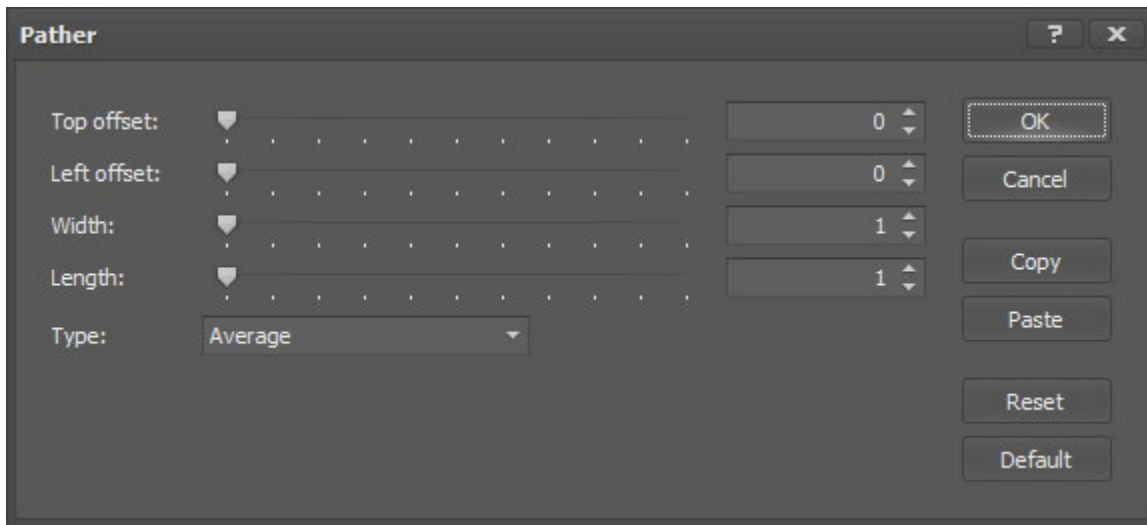 Pather ? x
Top offset: 0 OK
Left offset: 0 Cancel
Width: 1
Length: 1 Copy
Type: Average Paste
Reset
Default